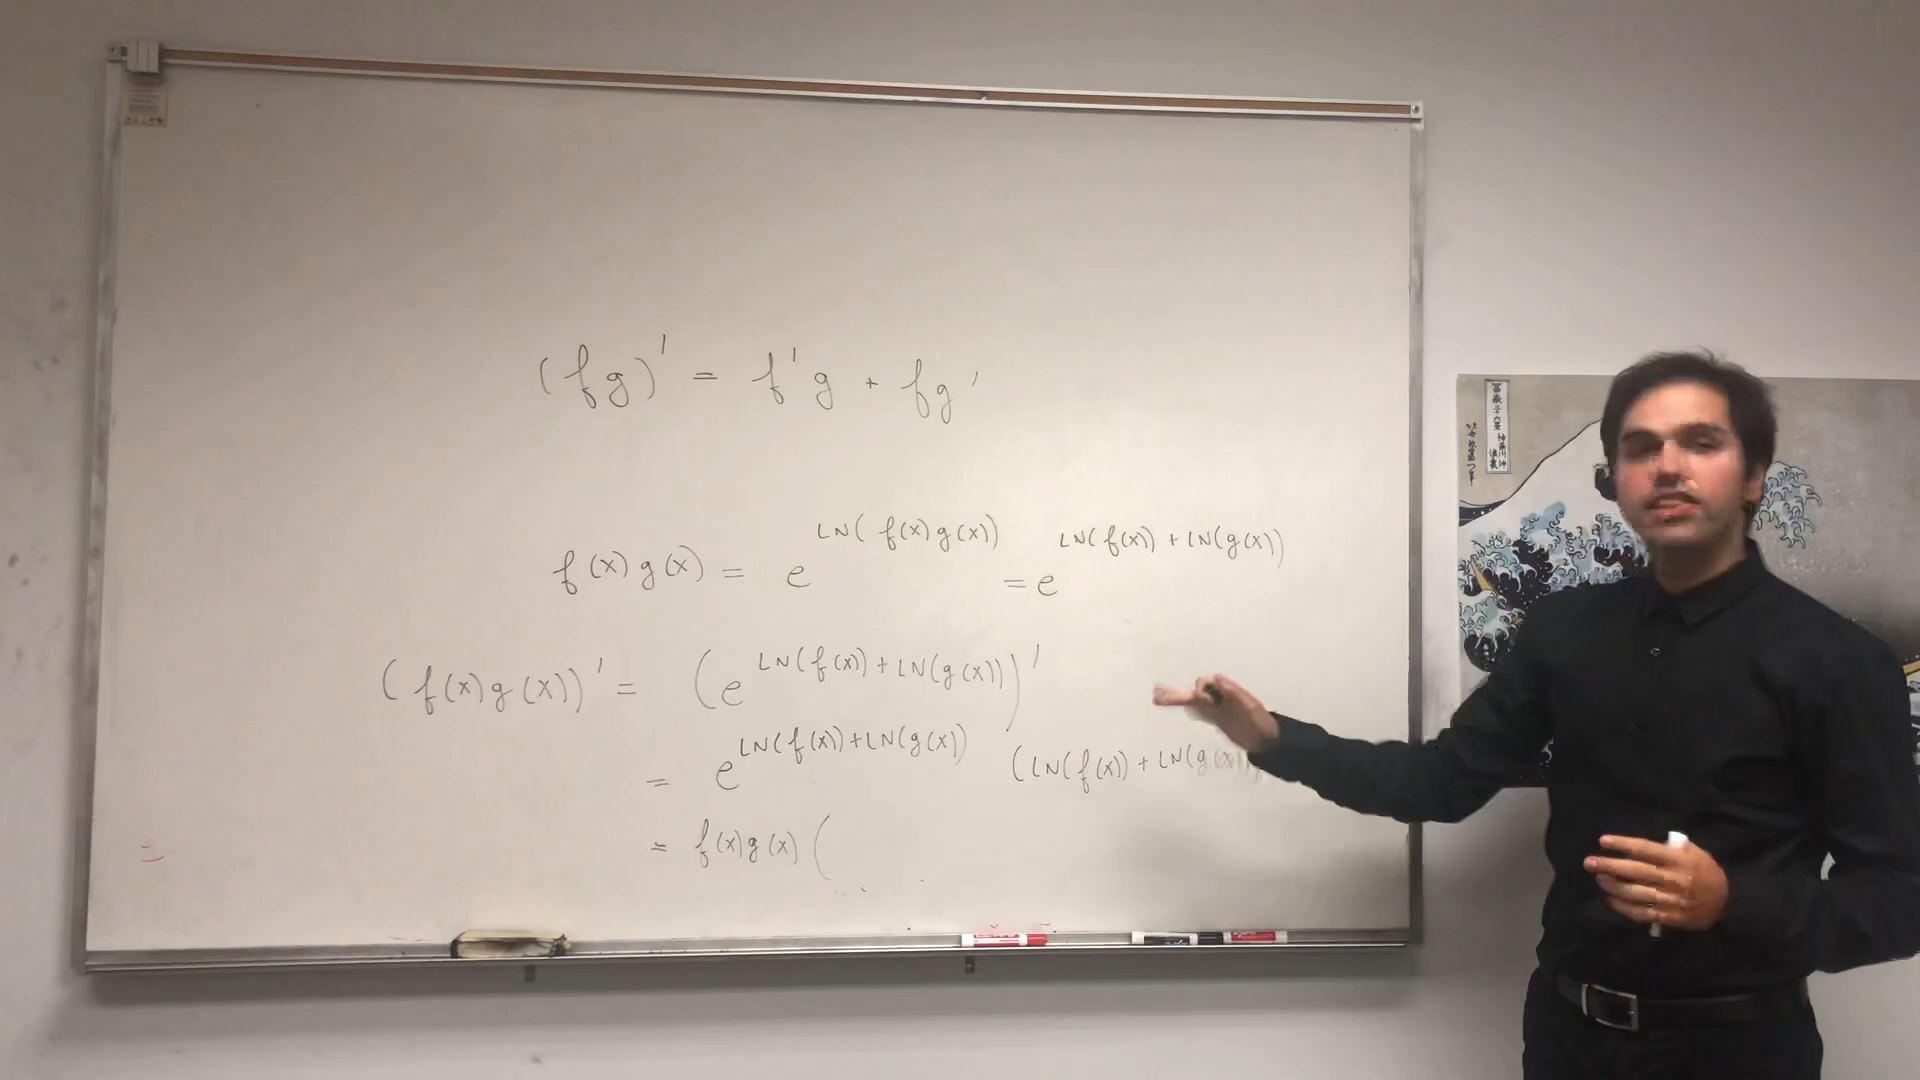 (fg)' = f'g + fg'
f(x)g(x) = e^{LN(f(x)g(x))} = e^{LN(f(x)) + LN(g(x))}
(f(x)g(x))' = (e^{LN(f(x)) + LN(g(x))})'
= e^{LN(f(x)) + LN(g(x))} (LN(f(x)) + LN(g(x))
= f(x)g(x) (